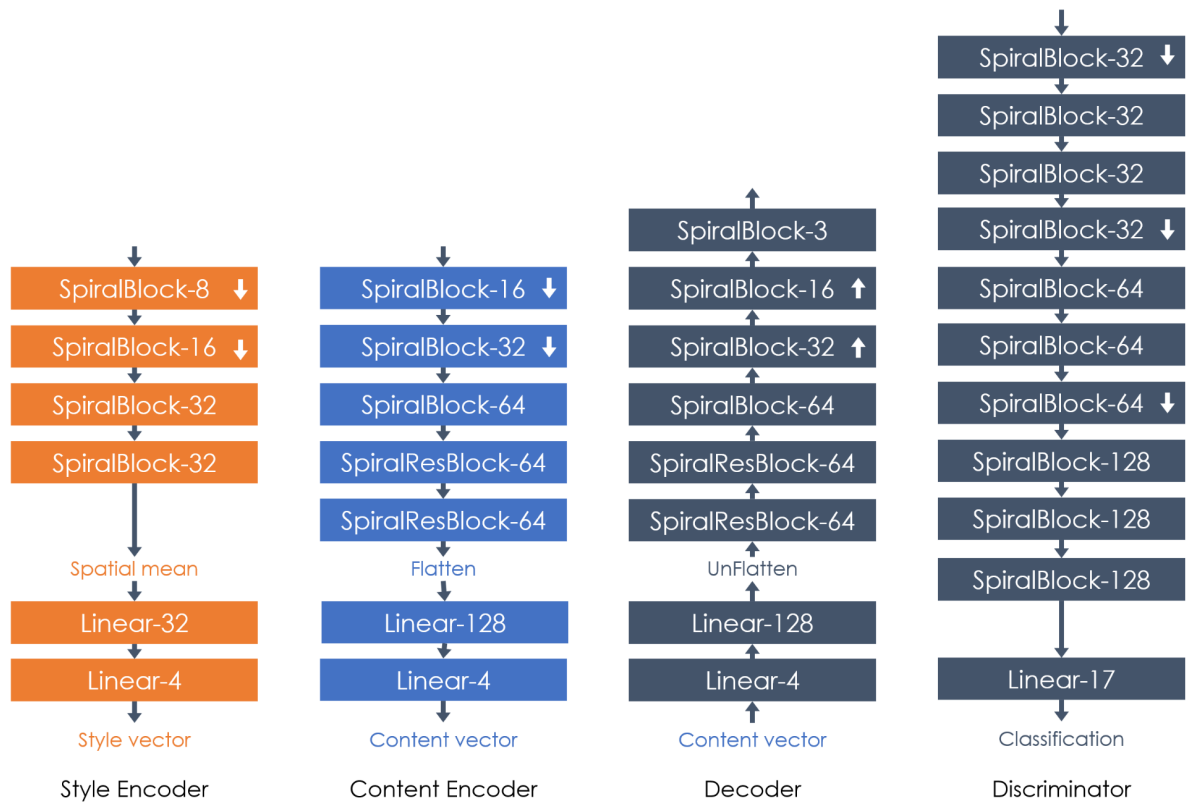 SpiralBlock-8
SpiralBlock-16
SpiralBlock-32
SpiralBlock-32
Spatial mean
Linear-32
Linear-4
Style vector
Style Encoder
SpiralBlock-16
SpiralBlock-32
SpiralBlock-64
SpiralResBlock-64
SpiralResBlock-64
Flatten
Linear-128
Linear-4
Content vector
Content Encoder
SpiralBlock-3
SpiralBlock-16
SpiralBlock-32
SpiralBlock-64
SpiralResBlock-64
SpiralResBlock-64
UnFlatten
Linear-128
Linear-4
Content vector
Decoder
SpiralBlock-32
SpiralBlock-32
SpiralBlock-32
SpiralBlock-32
SpiralBlock-64
SpiralBlock-64
SpiralBlock-64
SpiralBlock-128
SpiralBlock-128
SpiralBlock-128
Linear-17
Classification
Discriminator